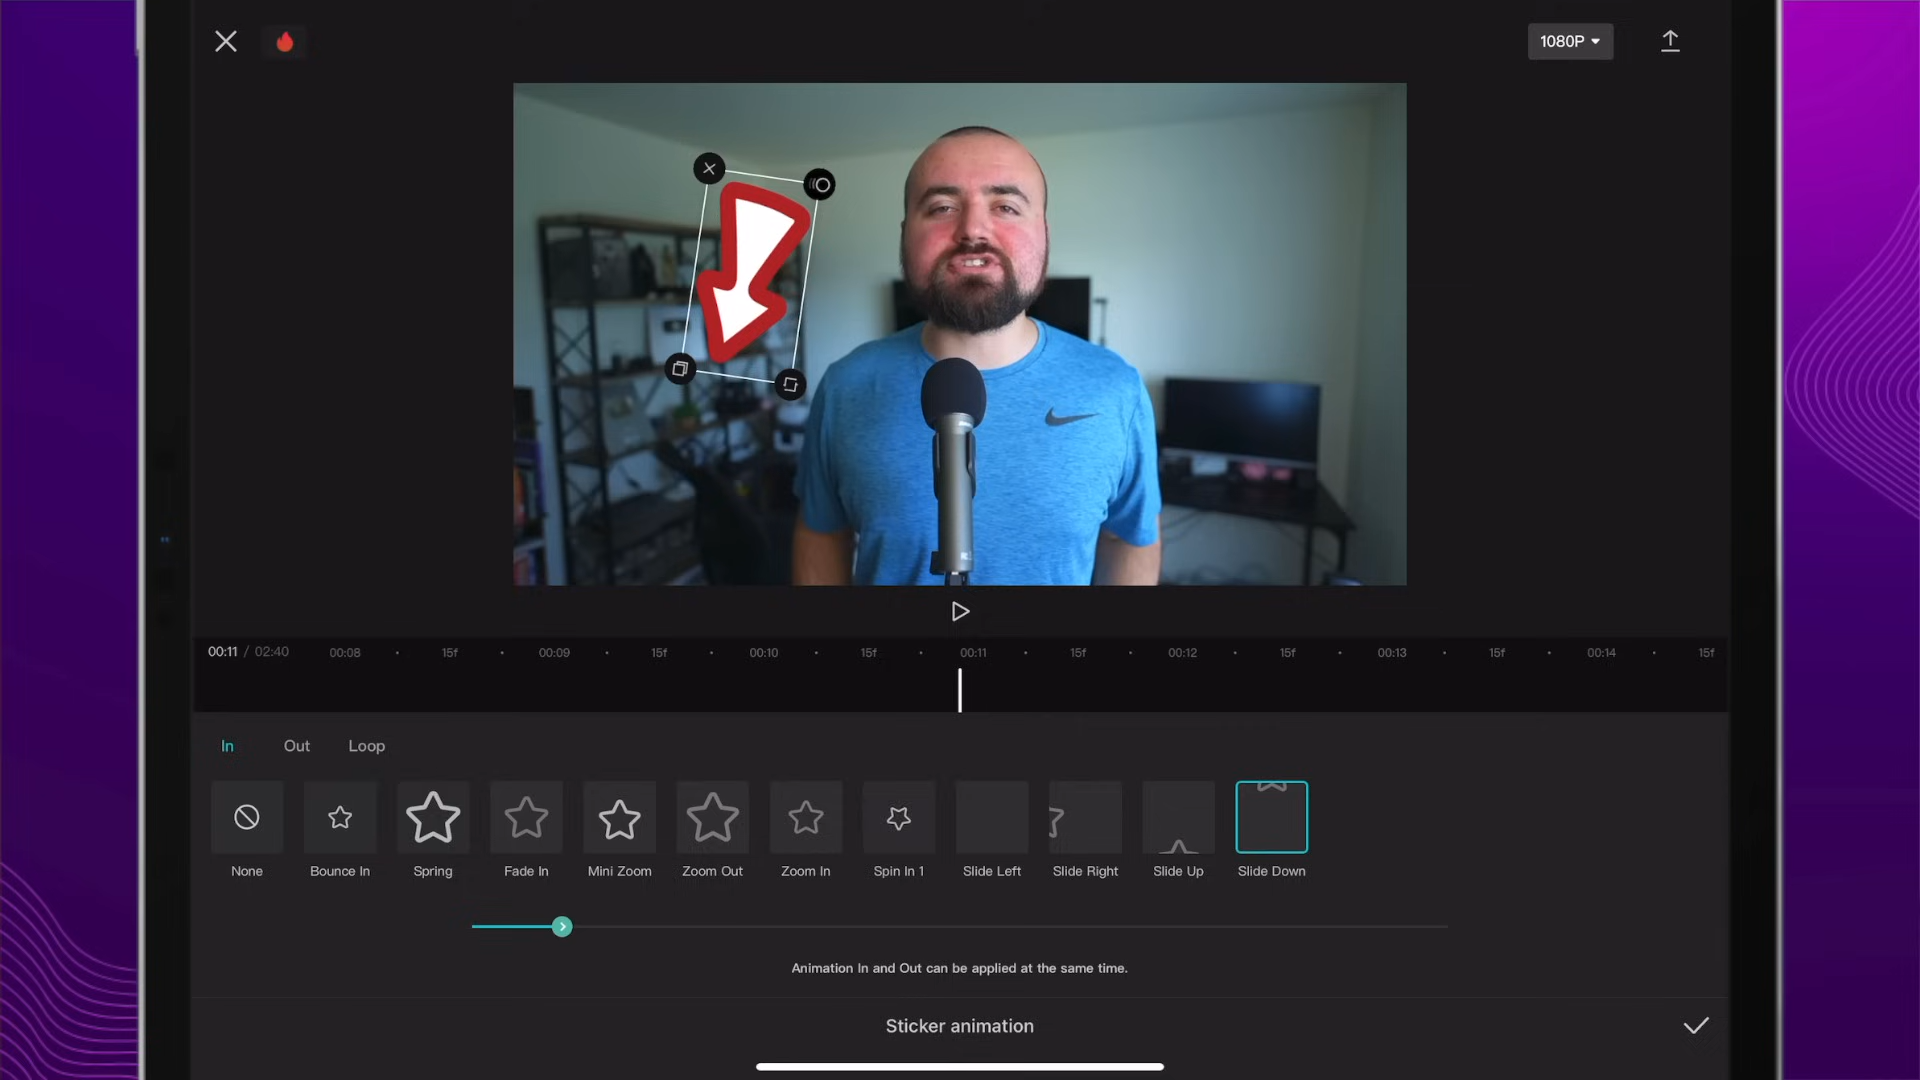 1080P
00:11 / 02:40 00:08 15f 00:09 15f 00:10 15f 00:11 15f 00:12 15f 00:13 15f 00:14 15f
In Out Loop
None Bounce In Spring Fade In Mini Zoom Zoom Out Zoom In Spin In 1 Slide Left Slide Right Slide Up Slide Down
Animation In and Out can be applied at the same time.
Sticker animation